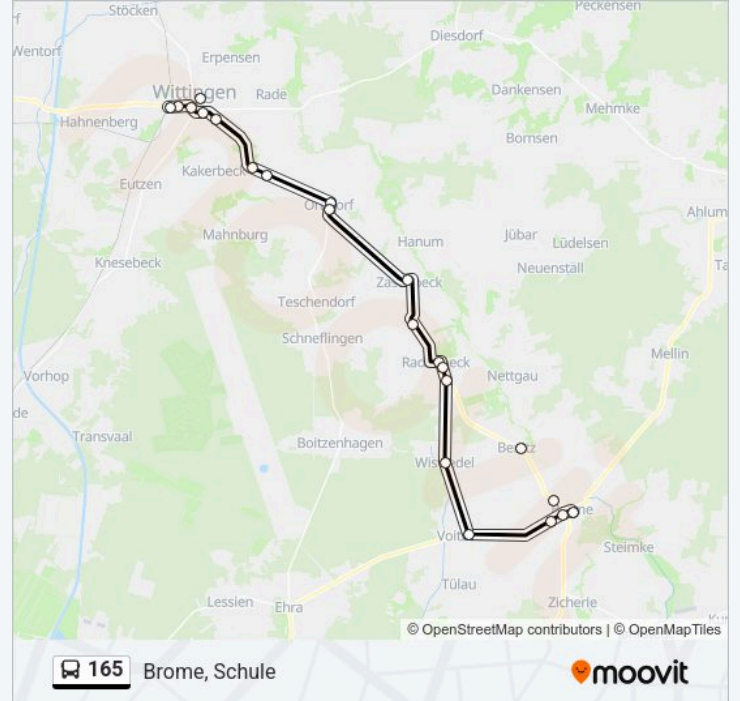 Stöcken
Peckensen
Wentorf
Diesdorf
Erpensen
Wittingen
Rade
Dankensen
Mehmke
Hahnenberg
Bornsen
Kakerbeck
Eutzen
Ahlum
Mahnburg
Hanum
Jübar
Lüdelsen
Knesebeck
Neuenstall
Teschendorf
Schneflingen
Mellin
Vorhop
Nettgau
Transvaal
Boitzenhagen
Steimke
Tülau
Lessien
Ehra
Zicherie
© OpenStreetMap contributors | © OpenMapTiles
165 Brome, Schule
moovit